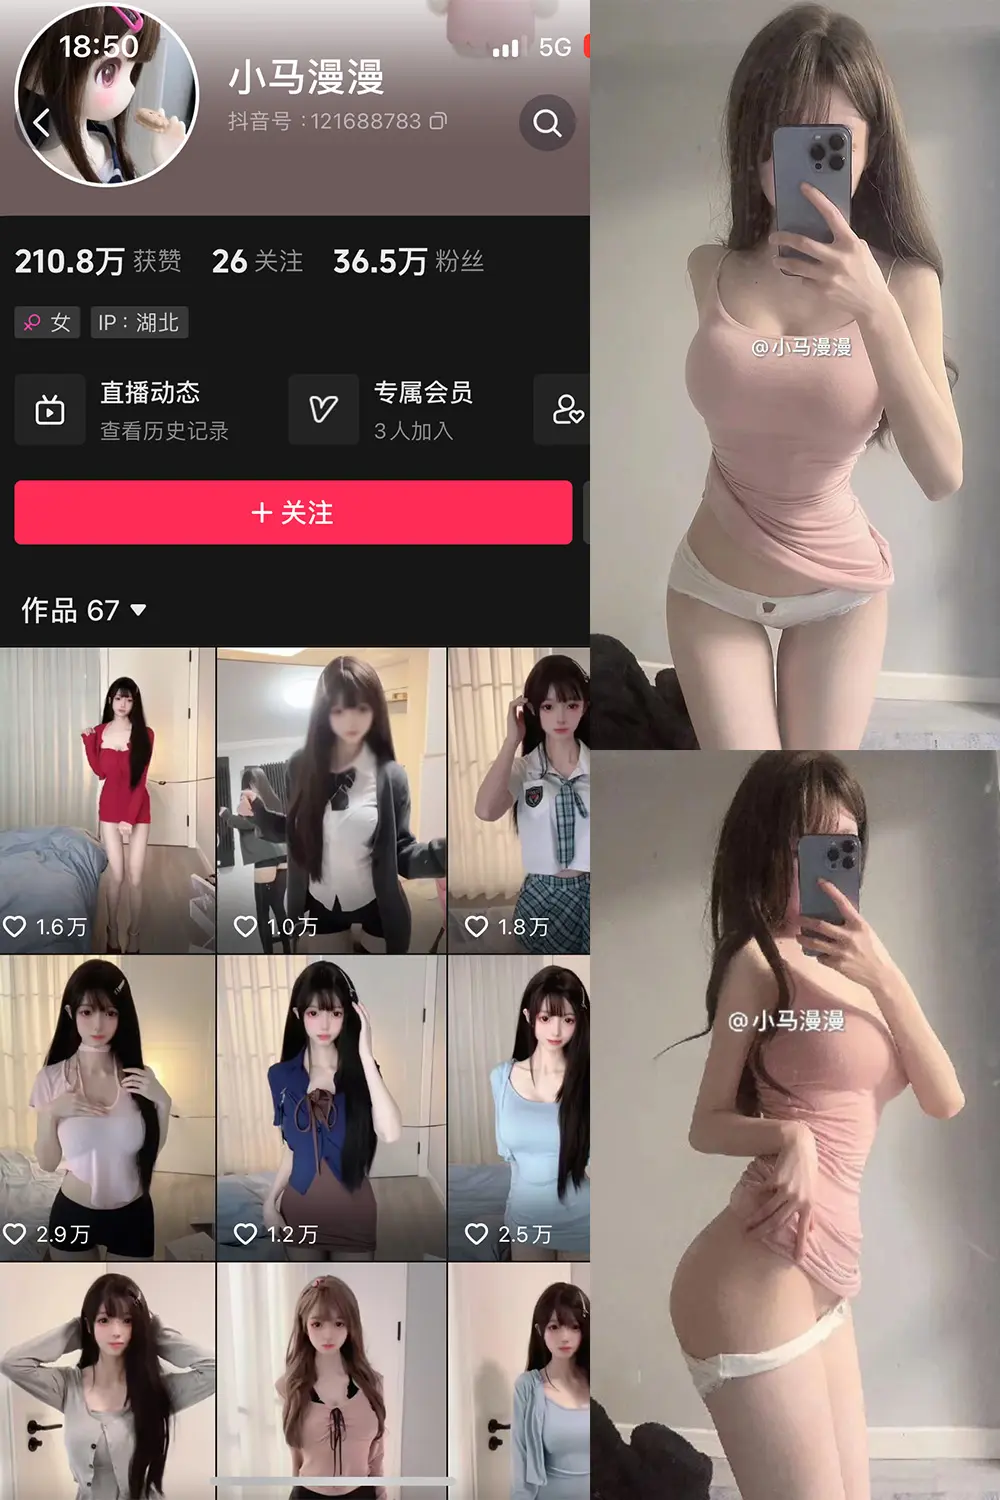 18:50
5G
小马漫漫
抖音号：121688783
210.8万 获赞 26 关注 36.5万 粉丝
女 IP：湖北
直播动态
查看历史记录
专属会员
3人加入
+ 关注
作品 67
1.6万
1.0万
1.8万
2.9万
1.2万
2.5万
@小马漫漫
@小马漫漫